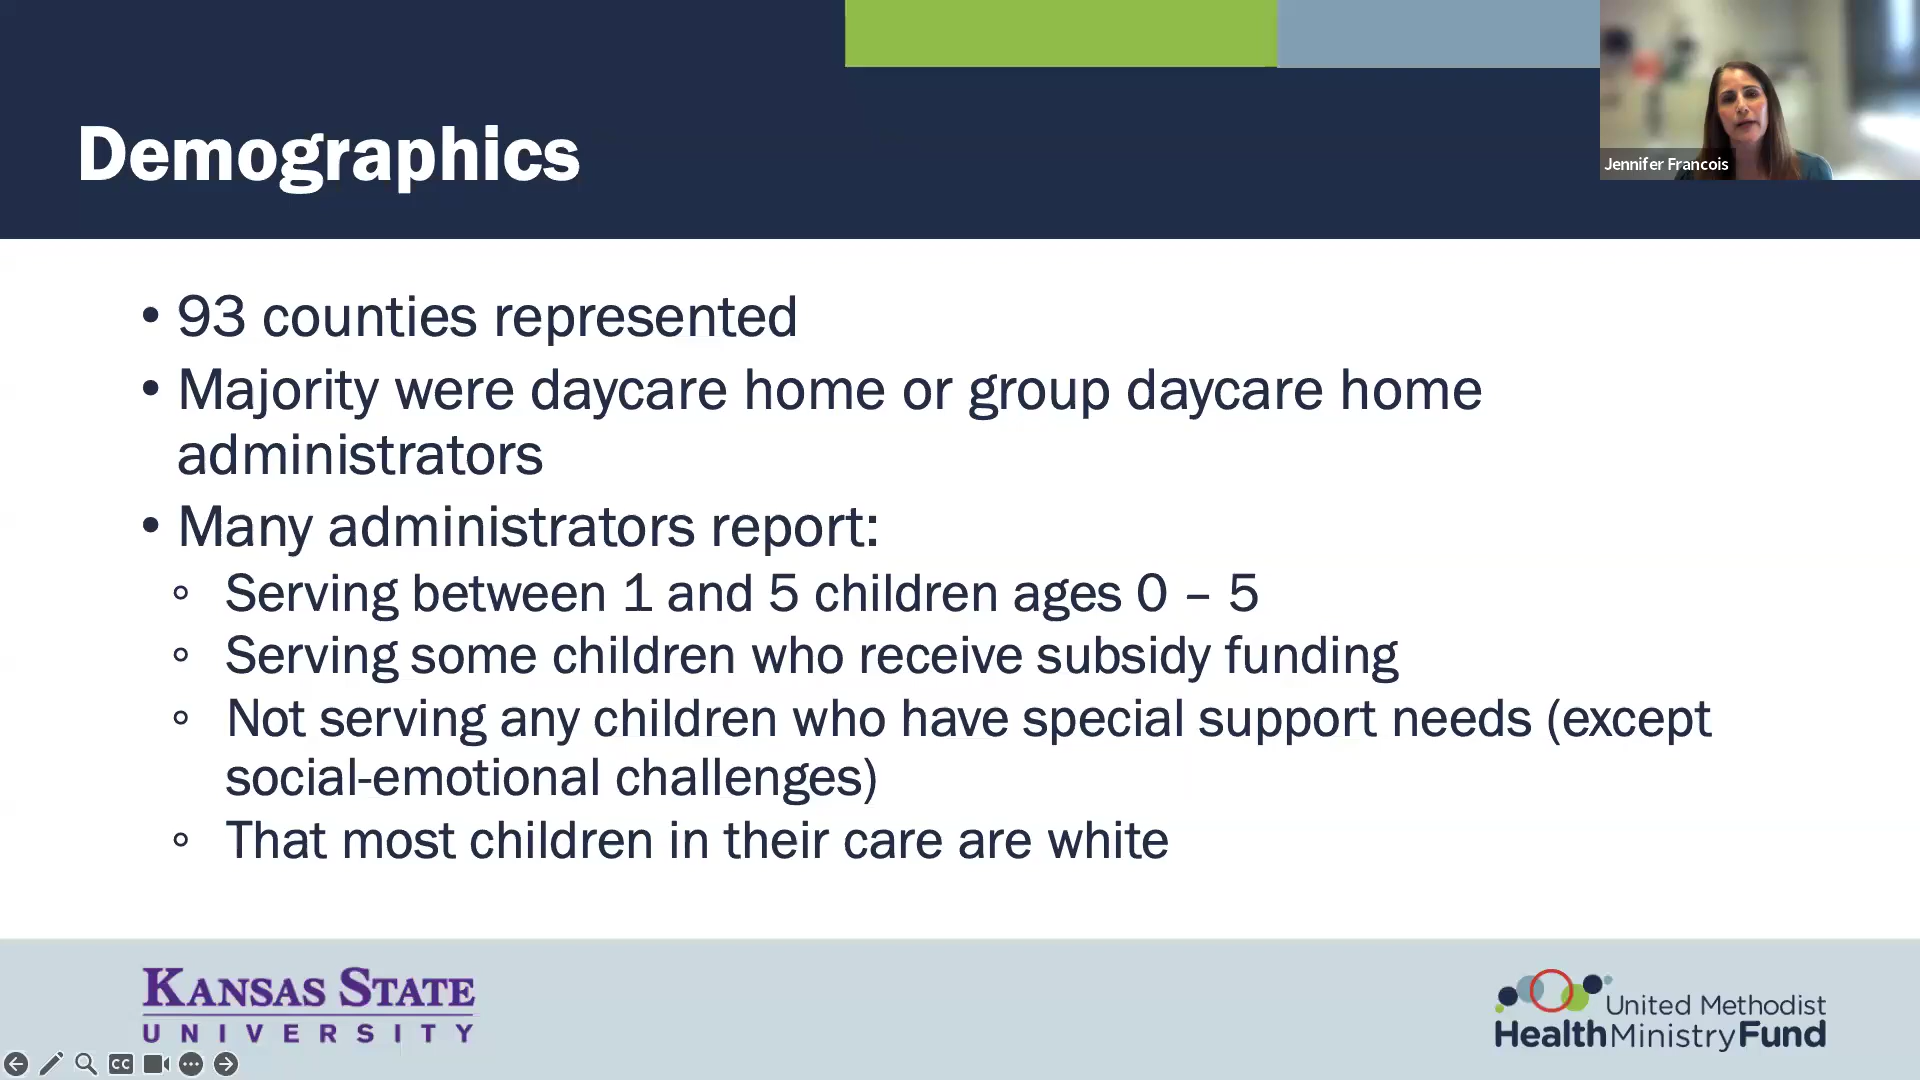 Jennifer Francois
Demographics
• 93 counties represented
• Majority were daycare home or group daycare home
administrators
• Many administrators report:
◦ Serving between 1 and 5 children ages 0 – 5
◦ Serving some children who receive subsidy funding
◦ Not serving any children who have special support needs (except
social-emotional challenges)
◦ That most children in their care are white
KANSAS STATE
UNIVERSITY
United Methodist
HealthMinistryFund
CC